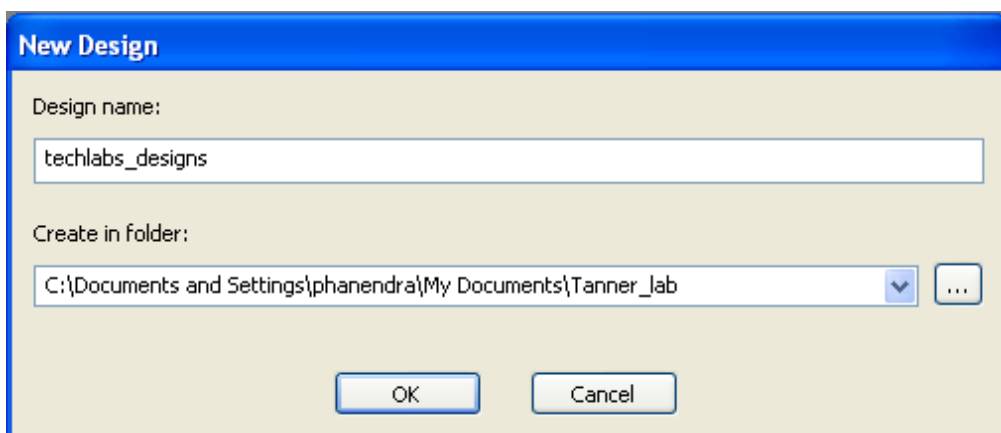 New Design
Design name:
techlabs_designs
Create in folder:
C:\Documents and Settings\phanendra\My Documents\Tanner_lab
...
OK
Cancel